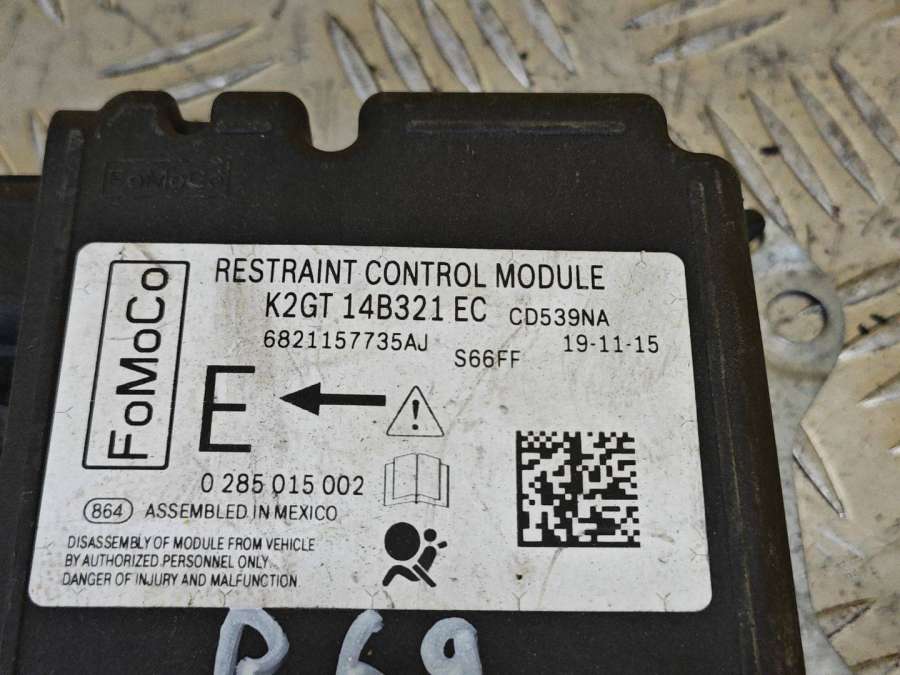 FoMoCo
FoMoCo
RESTRAINT CONTROL MODULE
K2GT 14B321 EC CD539NA
6821157735AJ S66FF 19-11-15
E
0 285 015 002
864 ASSEMBLED IN MEXICO
DISASSEMBLY OF MODULE FROM VEHICLE
BY AUTHORIZED PERSONNEL ONLY
DANGER OF INJURY AND MALFUNCTION